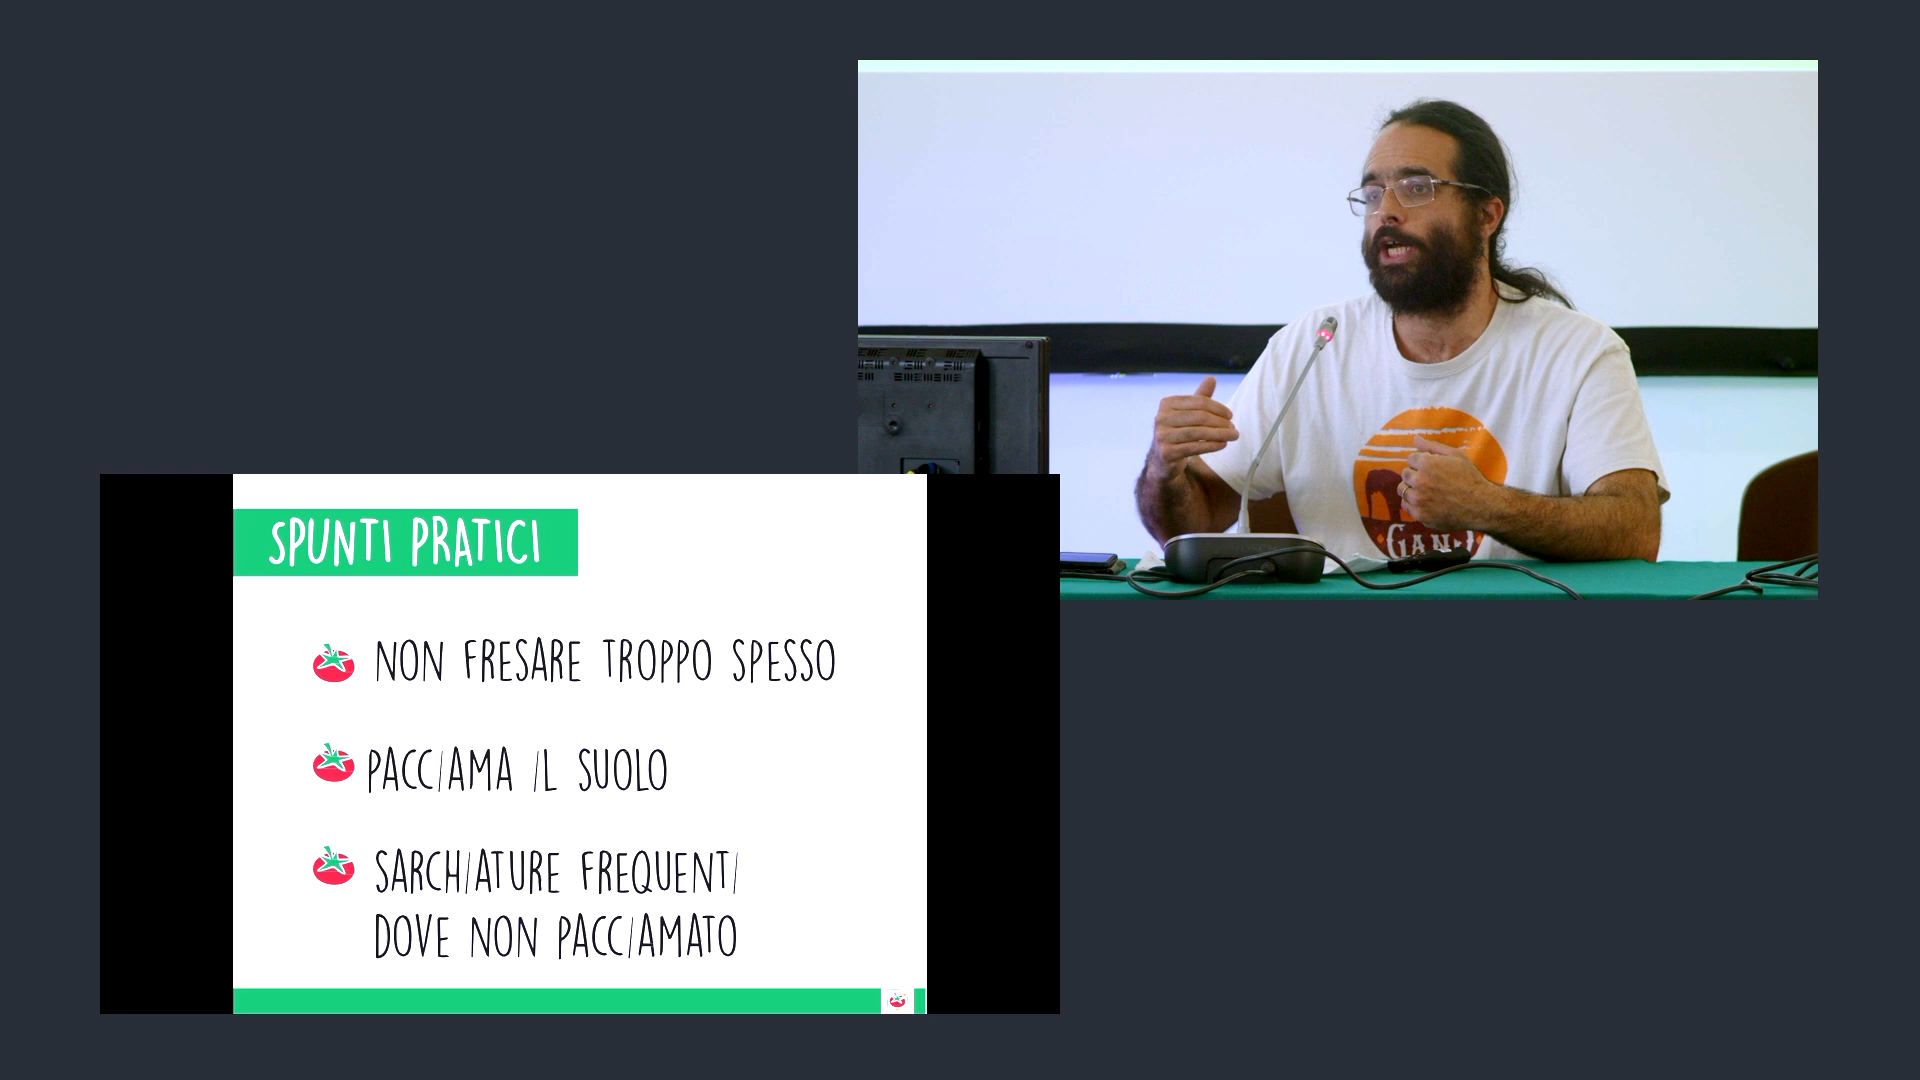 SPUNTI PRATICI
NON FRESARE TROPPO SPESSO
PACCIAMA IL SUOLO
SARCHIATURE FREQUENTI
DOVE NON PACCIAMATO